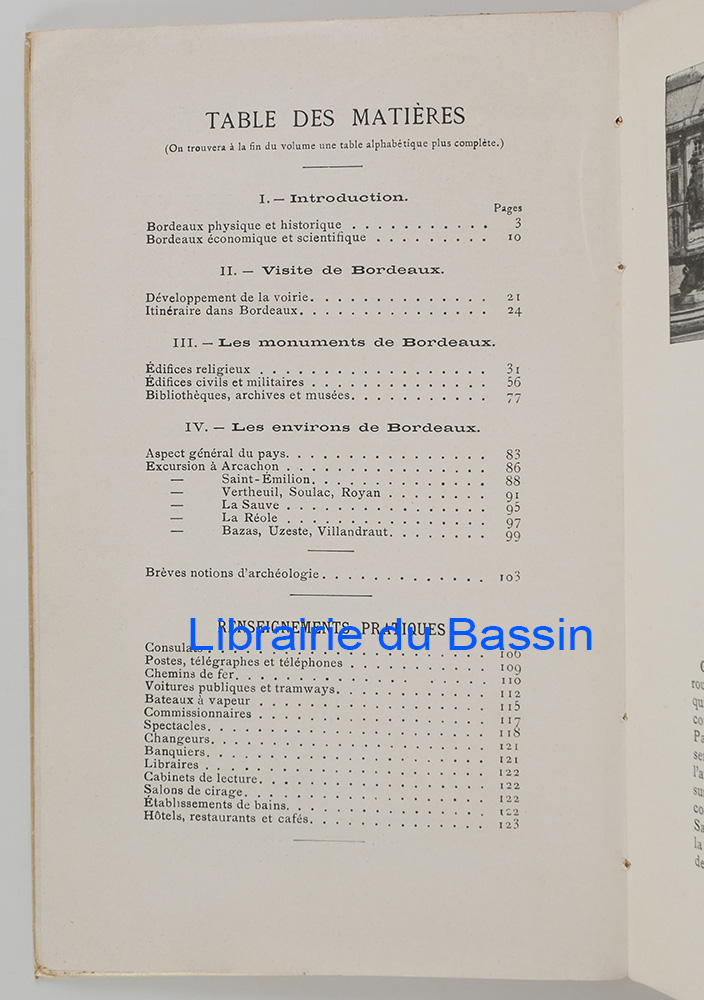 TABLE DES MATIÈRES
(On trouvera à la fin du volume une table alphabétique plus complète.)
I. — Introduction.
Pages
Bordeaux physique et historique . . . . . . . . . . . 3
Bordeaux économique et scientifique . . . . . . . . . 10
II. — Visite de Bordeaux.
Développement de la voirie. . . . . . . . . . . . . . 21
Itinéraire dans Bordeaux. . . . . . . . . . . . . . . 24
III. — Les monuments de Bordeaux.
Édifices religieux . . . . . . . . . . . . . . . . . 31
Édifices civils et militaires . . . . . . . . . . . . . 56
Bibliothèques, archives et musées. . . . . . . . . . . 77
IV. — Les environs de Bordeaux.
Aspect général du pays. . . . . . . . . . . . . . . 83
Excursion à Arcachon . . . . . . . . . . . . . . . 86
— Saint-Émilion. . . . . . . . . . . . . 88
— Vertheuil, Soulac, Royan . . . . . . . . 91
— La Sauve . . . . . . . . . . . . . . . 95
— La Réole . . . . . . . . . . . . . . . 97
— Bazas, Uzeste, Villandraut. . . . . . . . 99
Brèves notions d'archéologie. . . . . . . . . . . . . 103
RENSEIGNEMENTS PRATIQUES
Librairie du Bassin
Consulats . . . . . . . . . . . . . . . . . . . . 106
Postes, télégraphes et téléphones . . . . . . . . . . . 109
Chemins de fer. . . . . . . . . . . . . . . . . . 110
Voitures publiques et tramways. . . . . . . . . . . . 112
Bateaux à vapeur . . . . . . . . . . . . . . . . . 115
Commissionnaires . . . . . . . . . . . . . . . . . 117
Spectacles. . . . . . . . . . . . . . . . . . . . 118
Changeurs. . . . . . . . . . . . . . . . . . . . 121
Banquiers. . . . . . . . . . . . . . . . . . . . 121
Libraires . . . . . . . . . . . . . . . . . . . . 122
Cabinets de lecture. . . . . . . . . . . . . . . . . 122
Salons de cirage. . . . . . . . . . . . . . . . . . 122
Établissements de bains. . . . . . . . . . . . . . . 122
Hôtels, restaurants et cafés. . . . . . . . . . . . . . 123